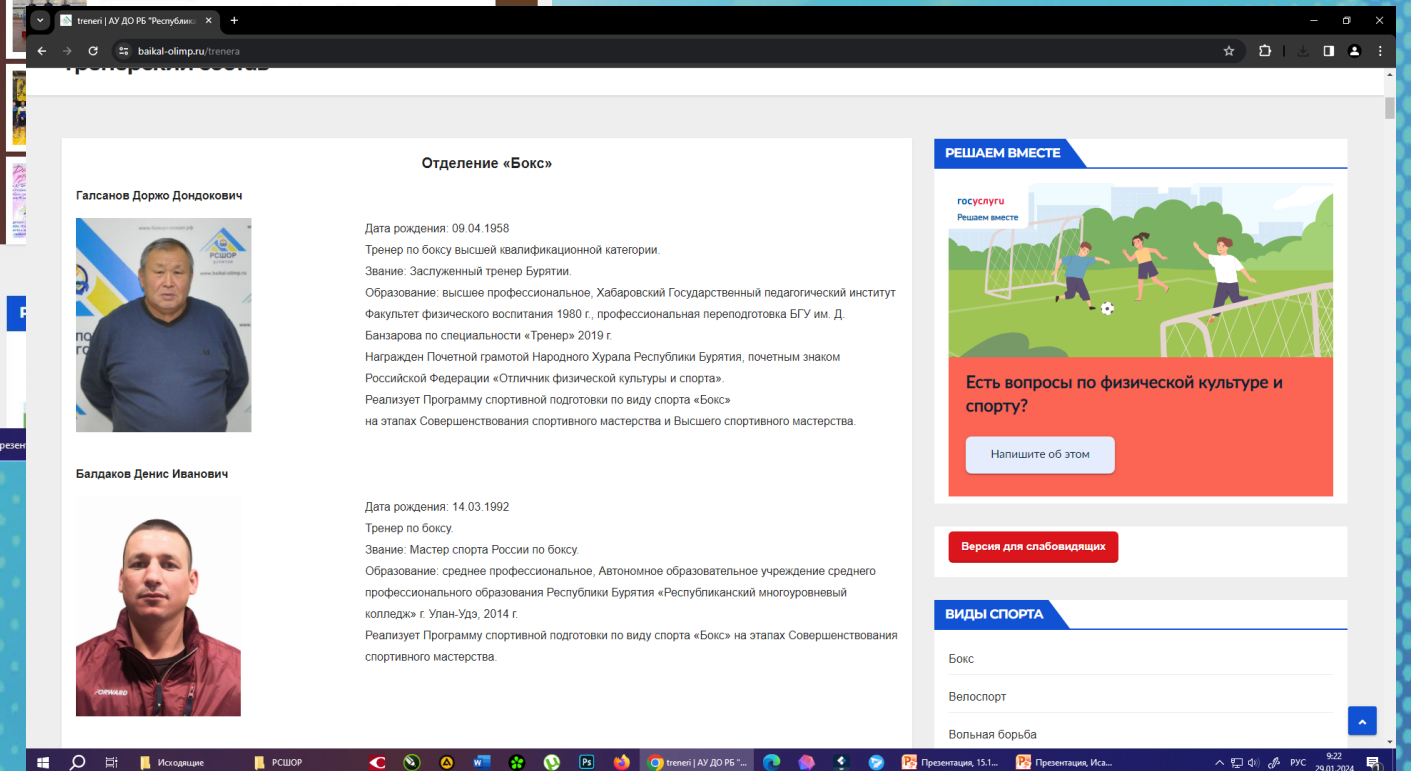 treneri | АУ ДО РБ "Республика
baikal-olimp.ru/trenera
Тренерский состав
Отделение «Бокс»
Галсанов Доржо Дондокович
www.baikal-olimp.ru
РСШОР
Дата рождения: 09.04.1958
Тренер по боксу высшей квалификационной категории.
Звание: Заслуженный тренер Бурятии.
Образование: высшее профессиональное, Хабаровский Государственный педагогический институт
Факультет физического воспитания 1980 г., профессиональная переподготовка БГУ им. Д.
Банзарова по специальности «Тренер» 2019 г.
Награжден Почетной грамотой Народного Хурала Республики Бурятия, почетным знаком
Российской Федерации «Отличник физической культуры и спорта».
Реализует Программу спортивной подготовки по виду спорта «Бокс»
на этапах Совершенствования спортивного мастерства и Высшего спортивного мастерства.
Балдаков Денис Иванович
FORWARD
Дата рождения: 14.03.1992
Тренер по боксу.
Звание: Мастер спорта России по боксу.
Образование: среднее профессиональное, Автономное образовательное учреждение среднего
профессионального образования Республики Бурятия «Республиканский многоуровневый
колледж» г. Улан-Удэ, 2014 г.
Реализует Программу спортивной подготовки по виду спорта «Бокс» на этапах Совершенствования
спортивного мастерства.
РЕШАЕМ ВМЕСТЕ
госуслуги
Решаем вместе
Есть вопросы по физической культуре и
спорту?
Напишите об этом
Версия для слабовидящих
ВИДЫ СПОРТА
Бокс
Велоспорт
Вольная борьба
Исходящие
РСШОР
treneri | АУ ДО РБ "...
Презентация, 15.1...
Презентация, Иса...
РУС
9:22
29.01.2024